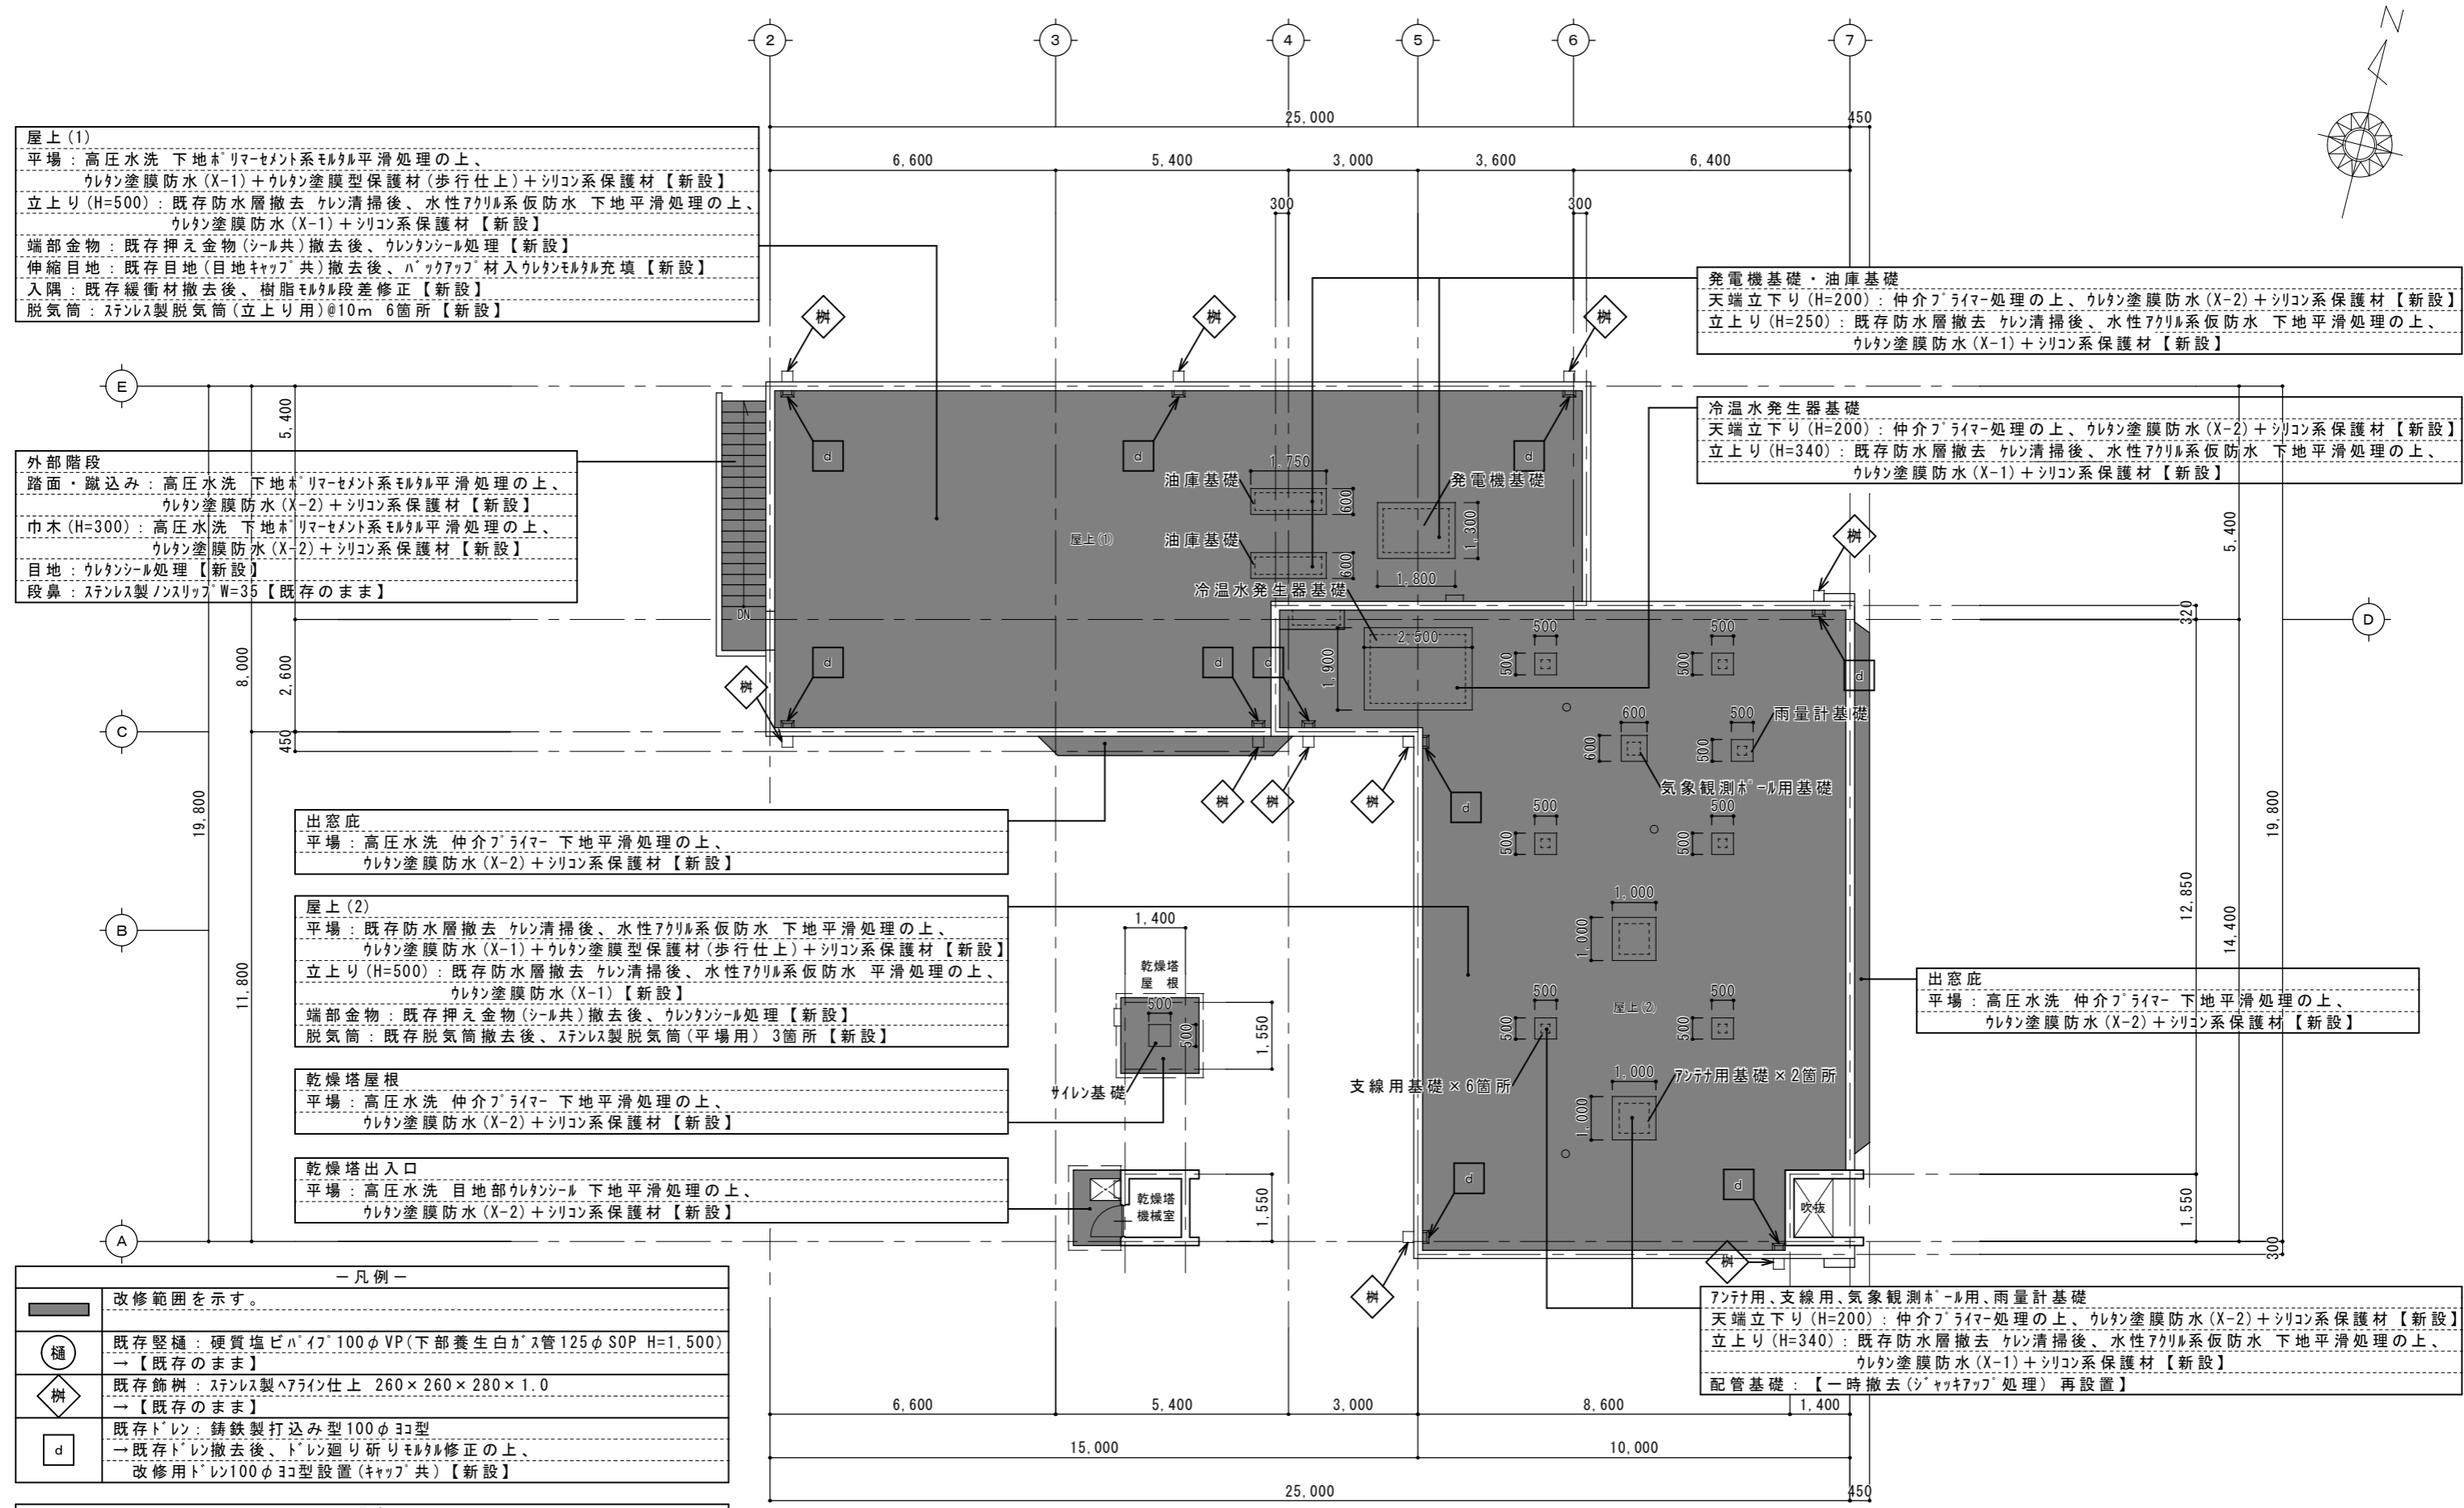 2
3
4
5
6
7
N
25,000
450
6,600
5,400
3,000
3,600
6,400
300
300
屋上(1)
平場：高圧水洗 下地ﾎﾟﾘﾏｰｾﾒﾝﾄ系ﾓﾙﾀﾙ平滑処理の上、
ｳﾚﾀﾝ塗膜防水(X-1)＋ｳﾚﾀﾝ塗膜型保護材(歩行仕上)＋ｼﾘｺﾝ系保護材【新設】
立上り(H=500)：既存防水層撤去 ｹﾚﾝ清掃後、水性ｱｸﾘﾙ系仮防水 下地平滑処理の上、
ｳﾚﾀﾝ塗膜防水(X-1)＋ｼﾘｺﾝ系保護材【新設】
端部金物：既存押え金物(ｼｰﾙ共)撤去後、ｳﾚﾝﾀﾝｼｰﾙ処理【新設】
伸縮目地：既存目地(目地ｷｬｯﾌﾟ共)撤去後、ﾊﾞｯｸｱｯﾌﾟ材入ｳﾚﾀﾝﾓﾙﾀﾙ充填【新設】
入隅：既存緩衝材撤去後、樹脂ﾓﾙﾀﾙ段差修正【新設】
脱気筒：ｽﾃﾝﾚｽ製脱気筒(立上り用)@10m 6箇所【新設】
発電機基礎・油庫基礎
天端立下り(H=200)：仲介ﾌﾟﾗｲﾏｰ処理の上、ｳﾚﾀﾝ塗膜防水(X-2)＋ｼﾘｺﾝ系保護材【新設】
立上り(H=250)：既存防水層撤去 ｹﾚﾝ清掃後、水性ｱｸﾘﾙ系仮防水 下地平滑処理の上、
ｳﾚﾀﾝ塗膜防水(X-1)＋ｼﾘｺﾝ系保護材【新設】
桝
桝
桝
E
冷温水発生器基礎
天端立下り(H=200)：仲介ﾌﾟﾗｲﾏｰ処理の上、ｳﾚﾀﾝ塗膜防水(X-2)＋ｼﾘｺﾝ系保護材【新設】
立上り(H=340)：既存防水層撤去 ｹﾚﾝ清掃後、水性ｱｸﾘﾙ系仮防水 下地平滑処理の上、
ｳﾚﾀﾝ塗膜防水(X-1)＋ｼﾘｺﾝ系保護材【新設】
5,400
d
d
d
外部階段
踏面・蹴込み：高圧水洗 下地ﾎﾟﾘﾏｰｾﾒﾝﾄ系ﾓﾙﾀﾙ平滑処理の上、
ｳﾚﾀﾝ塗膜防水(X-2)＋ｼﾘｺﾝ系保護材【新設】
巾木(H=300)：高圧水洗 下地ﾎﾟﾘﾏｰｾﾒﾝﾄ系ﾓﾙﾀﾙ平滑処理の上、
ｳﾚﾀﾝ塗膜防水(X-2)＋ｼﾘｺﾝ系保護材【新設】
目地：ｳﾚﾀﾝｼｰﾙ処理【新設】
段鼻：ｽﾃﾝﾚｽ製ﾉﾝｽﾘｯﾌﾟW=35【既存のまま】
1,750
油庫基礎
600
発電機基礎
1,300
屋上(1)
油庫基礎
600
1,800
冷温水発生器基礎
桝
5,400
DN
320
D
2,500
1,900
500
500
500
500
8,000
2,600
d
d
d
d
桝
C
450
600
600
500
500
雨量計基礎
気象観測ﾎﾟｰﾙ用基礎
桝
桝
桝
d
19,800
19,800
出窓庇
平場：高圧水洗 仲介ﾌﾟﾗｲﾏｰ 下地平滑処理の上、
ｳﾚﾀﾝ塗膜防水(X-2)＋ｼﾘｺﾝ系保護材【新設】
500
500
500
500
12,850
14,400
B
屋上(2)
平場：既存防水層撤去 ｹﾚﾝ清掃後、水性ｱｸﾘﾙ系仮防水 下地平滑処理の上、
ｳﾚﾀﾝ塗膜防水(X-1)＋ｳﾚﾀﾝ塗膜型保護材(歩行仕上)＋ｼﾘｺﾝ系保護材【新設】
立上り(H=500)：既存防水層撤去 ｹﾚﾝ清掃後、水性ｱｸﾘﾙ系仮防水 平滑処理の上、
ｳﾚﾀﾝ塗膜防水(X-1)【新設】
端部金物：既存押え金物(ｼｰﾙ共)撤去後、ｳﾚﾝﾀﾝｼｰﾙ処理【新設】
脱気筒：既存脱気筒撤去後、ｽﾃﾝﾚｽ製脱気筒(平場用) 3箇所【新設】
11,800
1,400
乾燥塔
屋 根
500
500
1,550
サイレン基礎
1,000
1,000
500
500
屋上(2)
500
500
支線用基礎×6箇所
1,000
1,000
ｱﾝﾃﾅ用基礎×2箇所
出窓庇
平場：高圧水洗 仲介ﾌﾟﾗｲﾏｰ 下地平滑処理の上、
ｳﾚﾀﾝ塗膜防水(X-2)＋ｼﾘｺﾝ系保護材【新設】
乾燥塔屋根
平場：高圧水洗 仲介ﾌﾟﾗｲﾏｰ 下地平滑処理の上、
ｳﾚﾀﾝ塗膜防水(X-2)＋ｼﾘｺﾝ系保護材【新設】
乾燥塔出入口
平場：高圧水洗 目地部ｳﾚﾀﾝｼｰﾙ 下地平滑処理の上、
ｳﾚﾀﾝ塗膜防水(X-2)＋ｼﾘｺﾝ系保護材【新設】
乾燥塔
機械室
1,550
d
d
吹抜
1,550
300
A
桝
桝
－凡例－
改修範囲を示す。
樋
既存竪樋：硬質塩ビﾊﾟｲﾌﾟ100φVP(下部養生白ｶﾞｽ管125φSOP H=1,500)
→【既存のまま】
桝
既存飾桝：ｽﾃﾝﾚｽ製ﾍｱﾗｲﾝ仕上 260×260×280×1.0
→【既存のまま】
d
既存ﾄﾞﾚﾝ：鋳鉄製打込み型100φﾖｺ型
→既存ﾄﾞﾚﾝ撤去後、ﾄﾞﾚﾝ廻り斫りﾓﾙﾀﾙ修正の上、
改修用ﾄﾞﾚﾝ100φﾖｺ型設置(ｷｬｯﾌﾟ共)【新設】
ｱﾝﾃﾅ用、支線用、気象観測ﾎﾟｰﾙ用、雨量計基礎
天端立下り(H=200)：仲介ﾌﾟﾗｲﾏｰ処理の上、ｳﾚﾀﾝ塗膜防水(X-2)＋ｼﾘｺﾝ系保護材【新設】
立上り(H=340)：既存防水層撤去 ｹﾚﾝ清掃後、水性ｱｸﾘﾙ系仮防水 下地平滑処理の上、
ｳﾚﾀﾝ塗膜防水(X-1)＋ｼﾘｺﾝ系保護材【新設】
配管基礎：【一時撤去(ｼﾞｬｯｷｱｯﾌﾟ処理) 再設置】
6,600
5,400
3,000
8,600
1,400
15,000
10,000
25,000
450